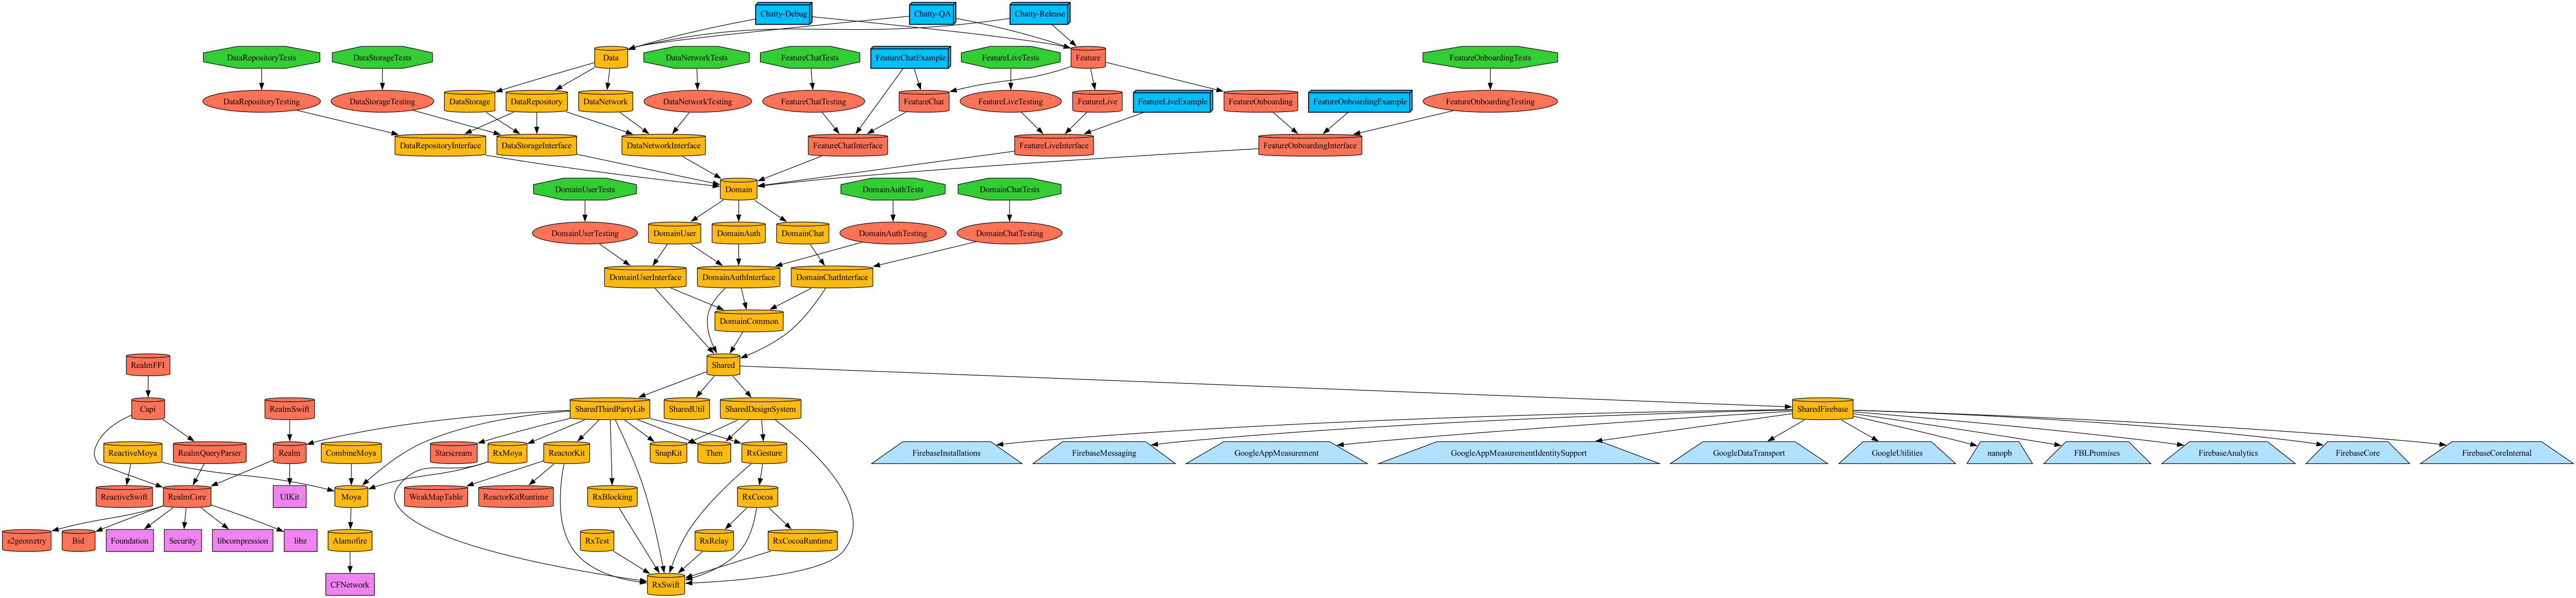 Chatty-Debug
Chatty-QA
Chatty-Release
DataRepositoryTests
DataStorageTests
Data
DataNetworkTests
FeatureChatTests
FeatureChatExample
FeatureLiveTests
Feature
FeatureOnboardingTests
DataRepositoryTesting
DataStorageTesting
DataStorage
DataRepository
DataNetwork
DataNetworkTesting
FeatureChatTesting
FeatureChat
FeatureLiveTesting
FeatureLive
FeatureLiveExample
FeatureOnboarding
FeatureOnboardingExample
FeatureOnboardingTesting
DataRepositoryInterface
DataStorageInterface
DataNetworkInterface
FeatureChatInterface
FeatureLiveInterface
FeatureOnboardingInterface
DomainUserTests
Domain
DomainAuthTests
DomainChatTests
DomainUserTesting
DomainUser
DomainAuth
DomainChat
DomainAuthTesting
DomainChatTesting
DomainUserInterface
DomainAuthInterface
DomainChatInterface
DomainCommon
RealmFFI
Shared
Capi
RealmSwift
SharedThirdPartyLib
SharedUtil
SharedDesignSystem
SharedFirebase
ReactiveMoya
RealmQueryParser
Realm
CombineMoya
Starscream
RxMoya
ReactorKit
SnapKit
Then
RxGesture
FirebaseInstallations
FirebaseMessaging
GoogleAppMeasurement
GoogleAppMeasurementIdentitySupport
GoogleDataTransport
GoogleUtilities
nanopb
FBLPromises
FirebaseAnalytics
FirebaseCore
FirebaseCoreInternal
ReactiveSwift
RealmCore
UIKit
Moya
WeakMapTable
ReactorKitRuntime
RxBlocking
RxCocoa
s2geometry
Bid
Foundation
Security
libcompression
libz
Alamofire
RxTest
RxRelay
RxCocoaRuntime
CFNetwork
RxSwift